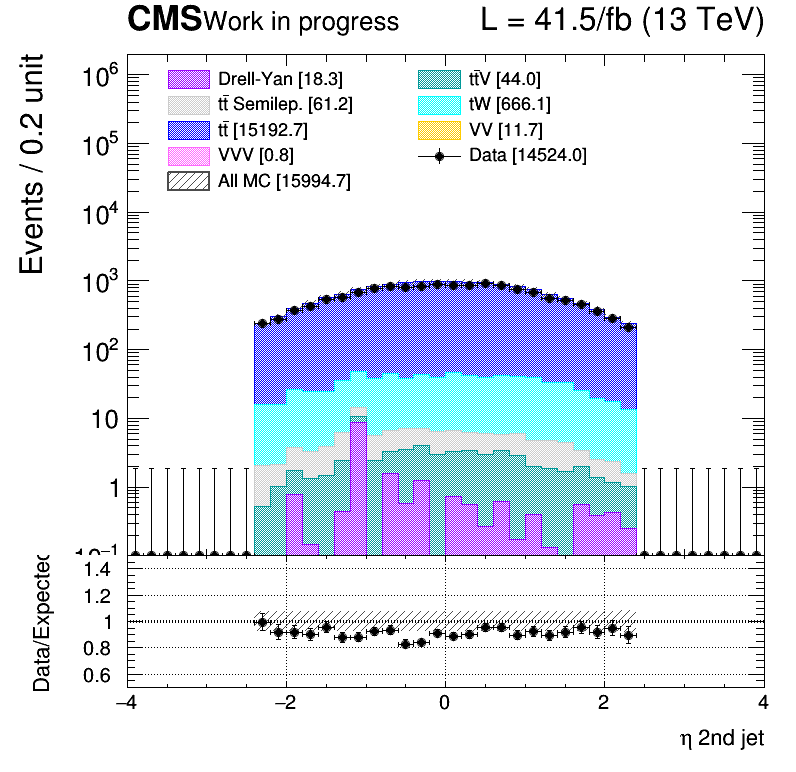 CMS Work in progress L = 41.5/fb (13 TeV)
Events / 0.2 unit
10⁶
10⁵
10⁴
10³
10²
10
1
10⁻¹
Drell-Yan [18.3]
tt̄ Semilep. [61.2]
tt̄ [15192.7]
VVV [0.8]
All MC [15994.7]
tt̄V [44.0]
tW [666.1]
VV [11.7]
Data [14524.0]
Data/Expected
1.4
1.2
1
0.8
0.6
−4 −2 0 2 4
η 2nd jet